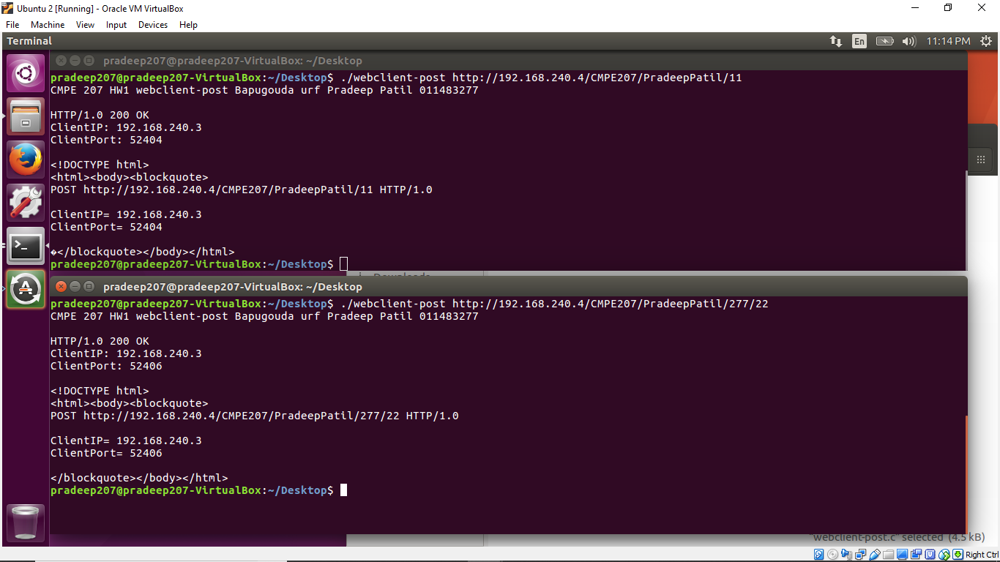 Ubuntu 2 [Running] - Oracle VM VirtualBox
File Machine View Input Devices Help
Terminal En 11:14 PM
pradeep207@pradeep207-VirtualBox: ~/Desktop
pradeep207@pradeep207-VirtualBox:~/Desktop$ ./webclient-post http://192.168.240.4/CMPE207/PradeepPatil/11
CMPE 207 HW1 webclient-post Bapugouda urf Pradeep Patil 011483277
HTTP/1.0 200 OK
ClientIP: 192.168.240.3
ClientPort: 52404
<!DOCTYPE html>
<html><body><blockquote>
POST http://192.168.240.4/CMPE207/PradeepPatil/11 HTTP/1.0
ClientIP= 192.168.240.3
ClientPort= 52404
�</blockquote></body></html>
pradeep207@pradeep207-VirtualBox:~/Desktop$
pradeep207@pradeep207-VirtualBox: ~/Desktop
pradeep207@pradeep207-VirtualBox:~/Desktop$ ./webclient-post http://192.168.240.4/CMPE207/PradeepPatil/277/22
CMPE 207 HW1 webclient-post Bapugouda urf Pradeep Patil 011483277
HTTP/1.0 200 OK
ClientIP: 192.168.240.3
ClientPort: 52406
<!DOCTYPE html>
<html><body><blockquote>
POST http://192.168.240.4/CMPE207/PradeepPatil/277/22 HTTP/1.0
ClientIP= 192.168.240.3
ClientPort= 52406
</blockquote></body></html>
pradeep207@pradeep207-VirtualBox:~/Desktop$
"webclient-post.c" selected (4.5 kB)
Right Ctrl